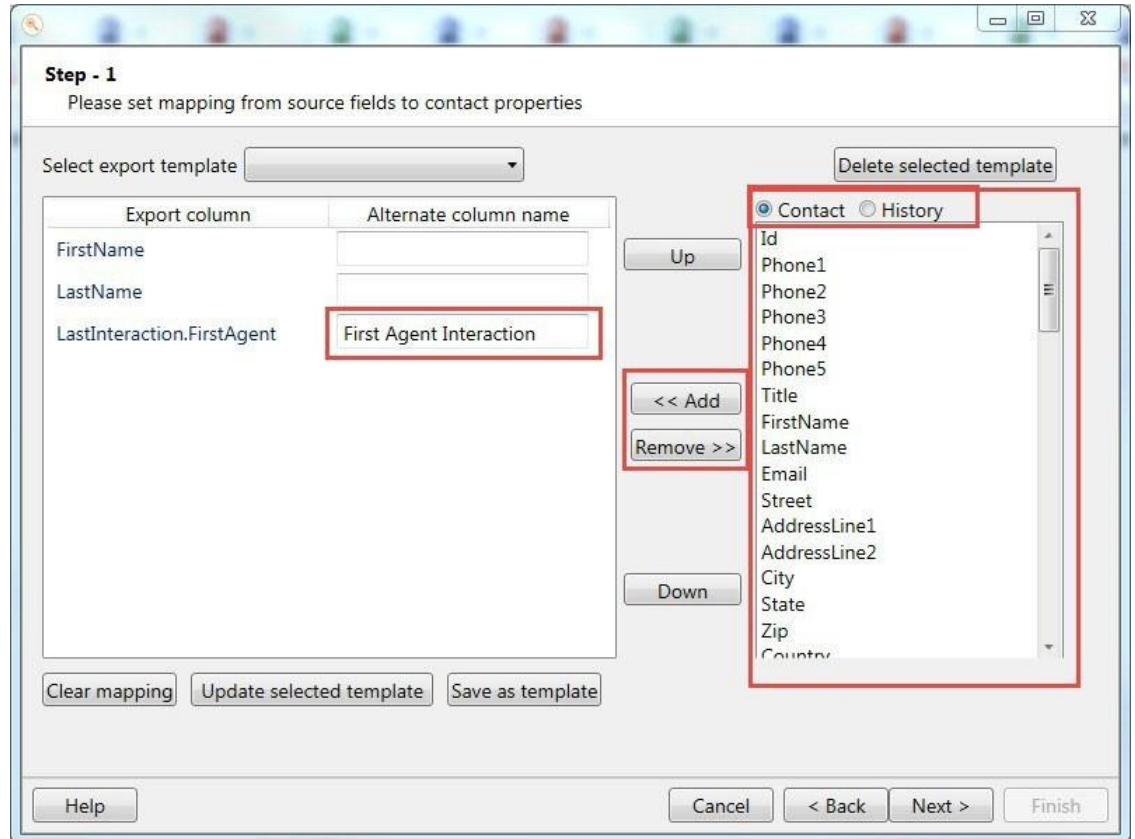 Step - 1
Please set mapping from source fields to contact properties
Select export template
Delete selected template
Export column Alternate column name
FirstName
LastName
LastInteraction.FirstAgent First Agent Interaction
Up
<< Add
Remove >>
Down
Contact History
Id
Phone1
Phone2
Phone3
Phone4
Phone5
Title
FirstName
LastName
Email
Street
AddressLine1
AddressLine2
City
State
Zip
Country
Clear mapping Update selected template Save as template
Help Cancel < Back Next > Finish